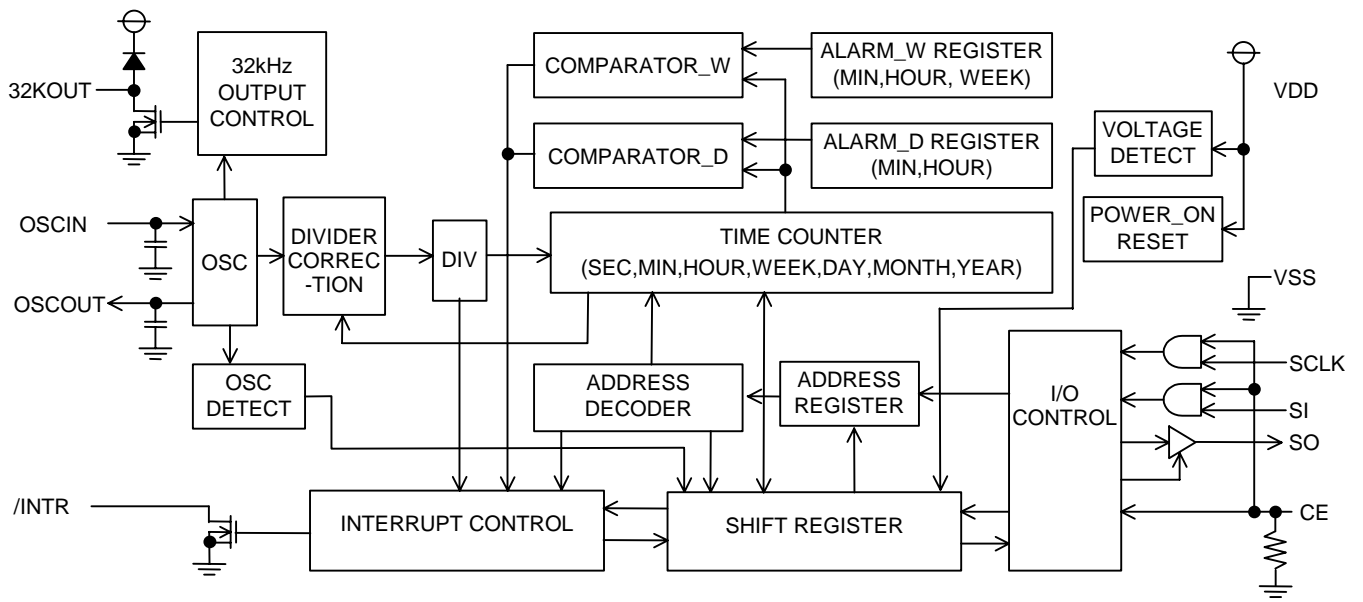 32KOUT
32kHz
OUTPUT
CONTROL
COMPARATOR_W
ALARM_W REGISTER
(MIN,HOUR, WEEK)
VDD
COMPARATOR_D
ALARM_D REGISTER
(MIN,HOUR)
VOLTAGE
DETECT
POWER_ON
RESET
OSCIN
OSCOUT
OSC
DIVIDER
CORREC
-TION
DIV
TIME COUNTER
(SEC,MIN,HOUR,WEEK,DAY,MONTH,YEAR)
VSS
OSC
DETECT
ADDRESS
DECODER
ADDRESS
REGISTER
I/O
CONTROL
SCLK
SI
SO
/INTR
INTERRUPT CONTROL
SHIFT REGISTER
CE